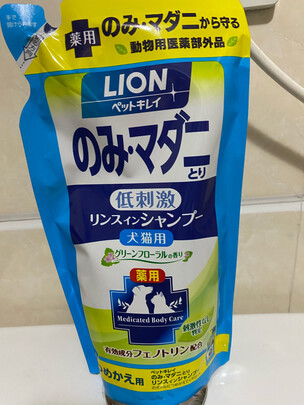 薬用
のみ・マダニから守る
動物用医薬部外品
LION
ペットキレイ
のみ・マダニ
とり
低刺激
リンスインシャンプー
犬猫用
グリーンフローラルの香り
薬用
Medicated Body Care
有効成分フェノトリン配合
つめかえ用
ペットキレイ
のみ・マダニとり
リンスインシャンプー